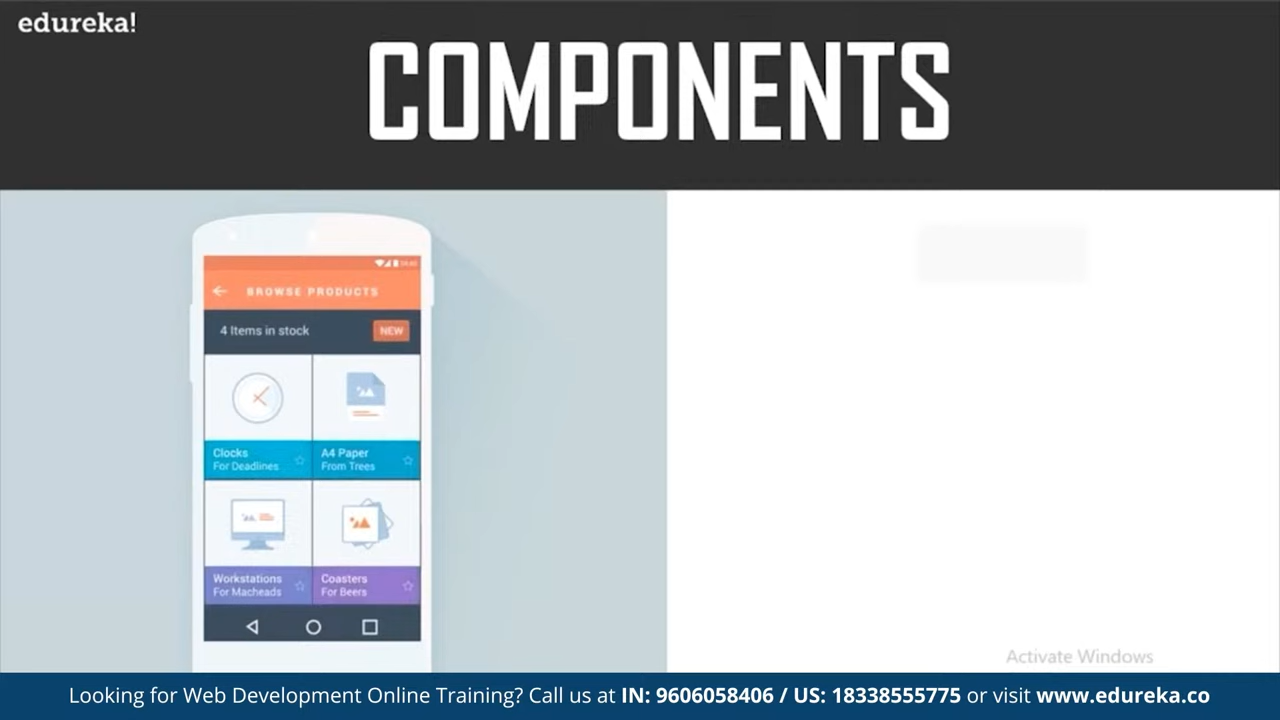 edureka!
COMPONENTS
BROWSE PRODUCTS
4 Items in stock
NEW
Clocks
For Deadlines
A4 Paper
From Trees
Workstations
For Macheads
Coasters
For Beers
Activate Windows
Looking for Web Development Online Training? Call us at IN: 9606058406 / US: 18338555775 or visit www.edureka.co